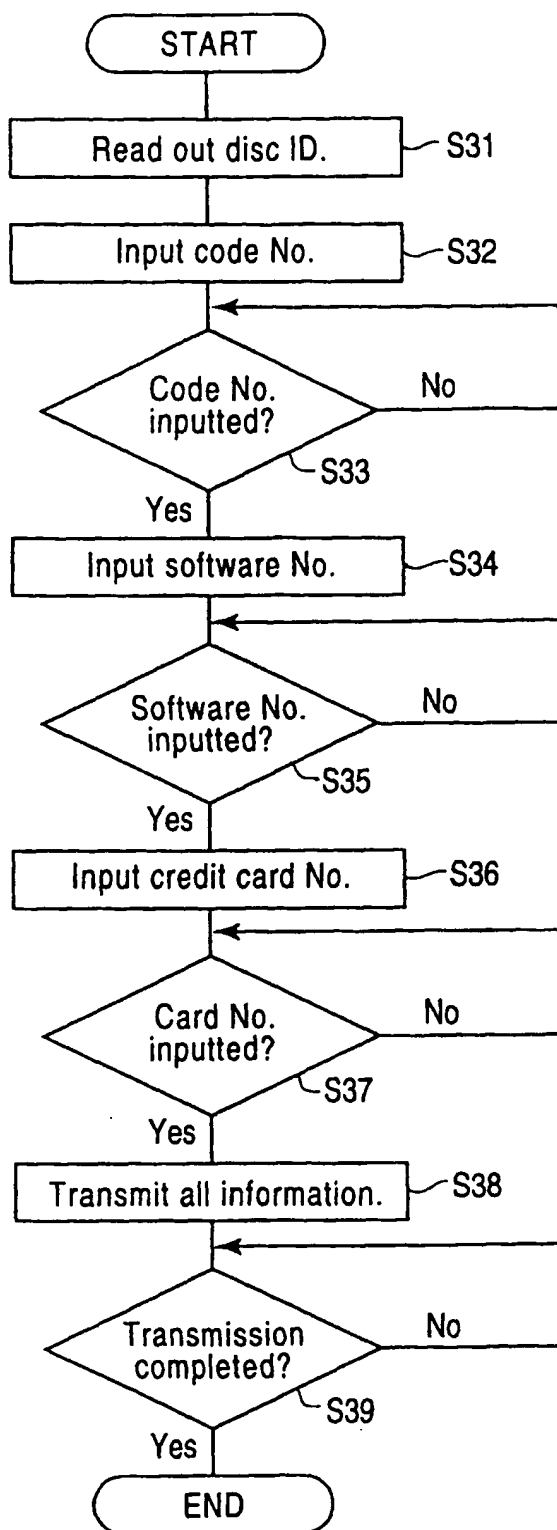 START
Read out disc ID.
S31
Input code No.
S32
Code No.
inputted?
No
S33
Yes
Input software No.
S34
Software No.
inputted?
No
S35
Yes
Input credit card No.
S36
Card No.
inputted?
No
S37
Yes
Transmit all information.
S38
Transmission
completed?
No
S39
Yes
END